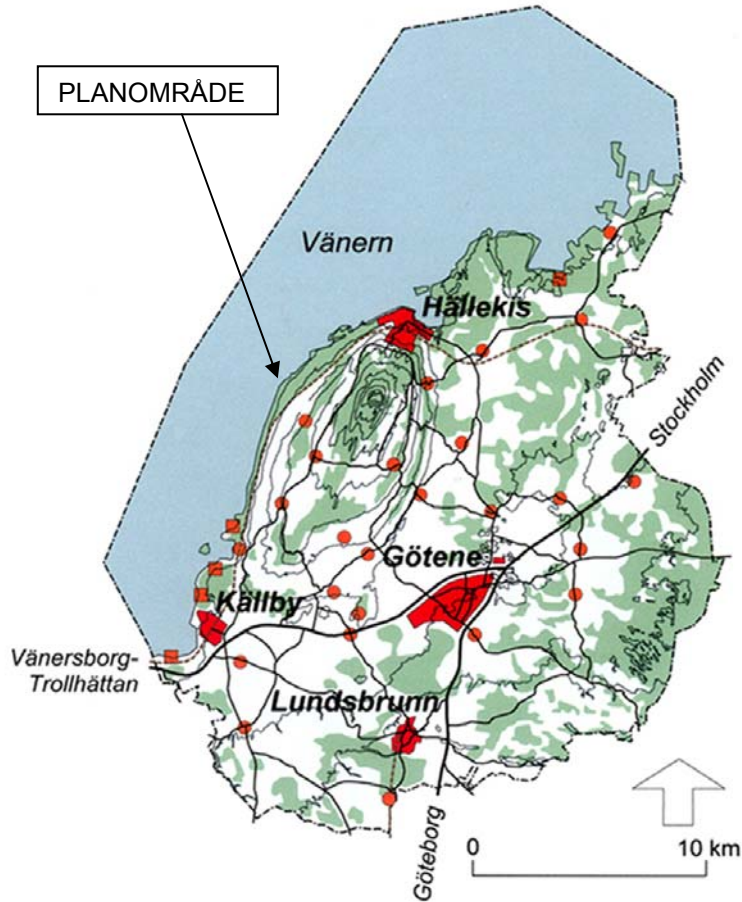 PLANOMRÅDE
Vänern
Hällekis
Stockholm
Götene
Källby
Vänersborg-
Trollhättan
Lundsbrunn
Göteborg
0 10 km